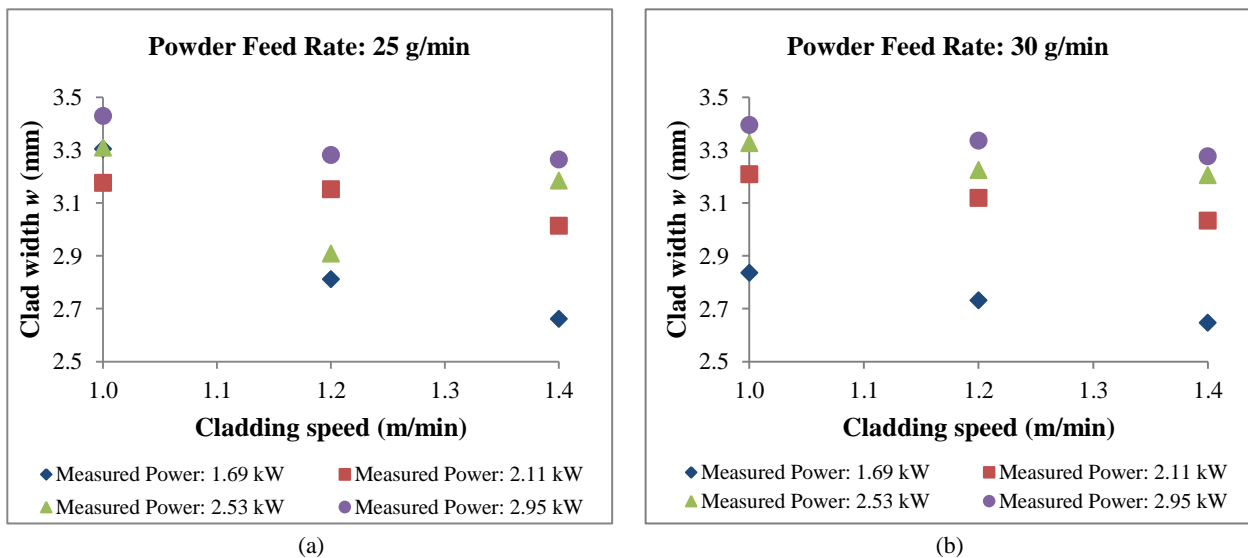 Powder Feed Rate: 25 g/min
Clad width w (mm)
3.5
3.3
3.1
2.9
2.7
2.5
1.0 1.1 1.2 1.3 1.4
Cladding speed (m/min)
Measured Power: 1.69 kW Measured Power: 2.11 kW
Measured Power: 2.53 kW Measured Power: 2.95 kW
(a)
Powder Feed Rate: 30 g/min
Clad width w (mm)
3.5
3.3
3.1
2.9
2.7
2.5
1.0 1.1 1.2 1.3 1.4
Cladding speed (m/min)
Measured Power: 1.69 kW Measured Power: 2.11 kW
Measured Power: 2.53 kW Measured Power: 2.95 kW
(b)